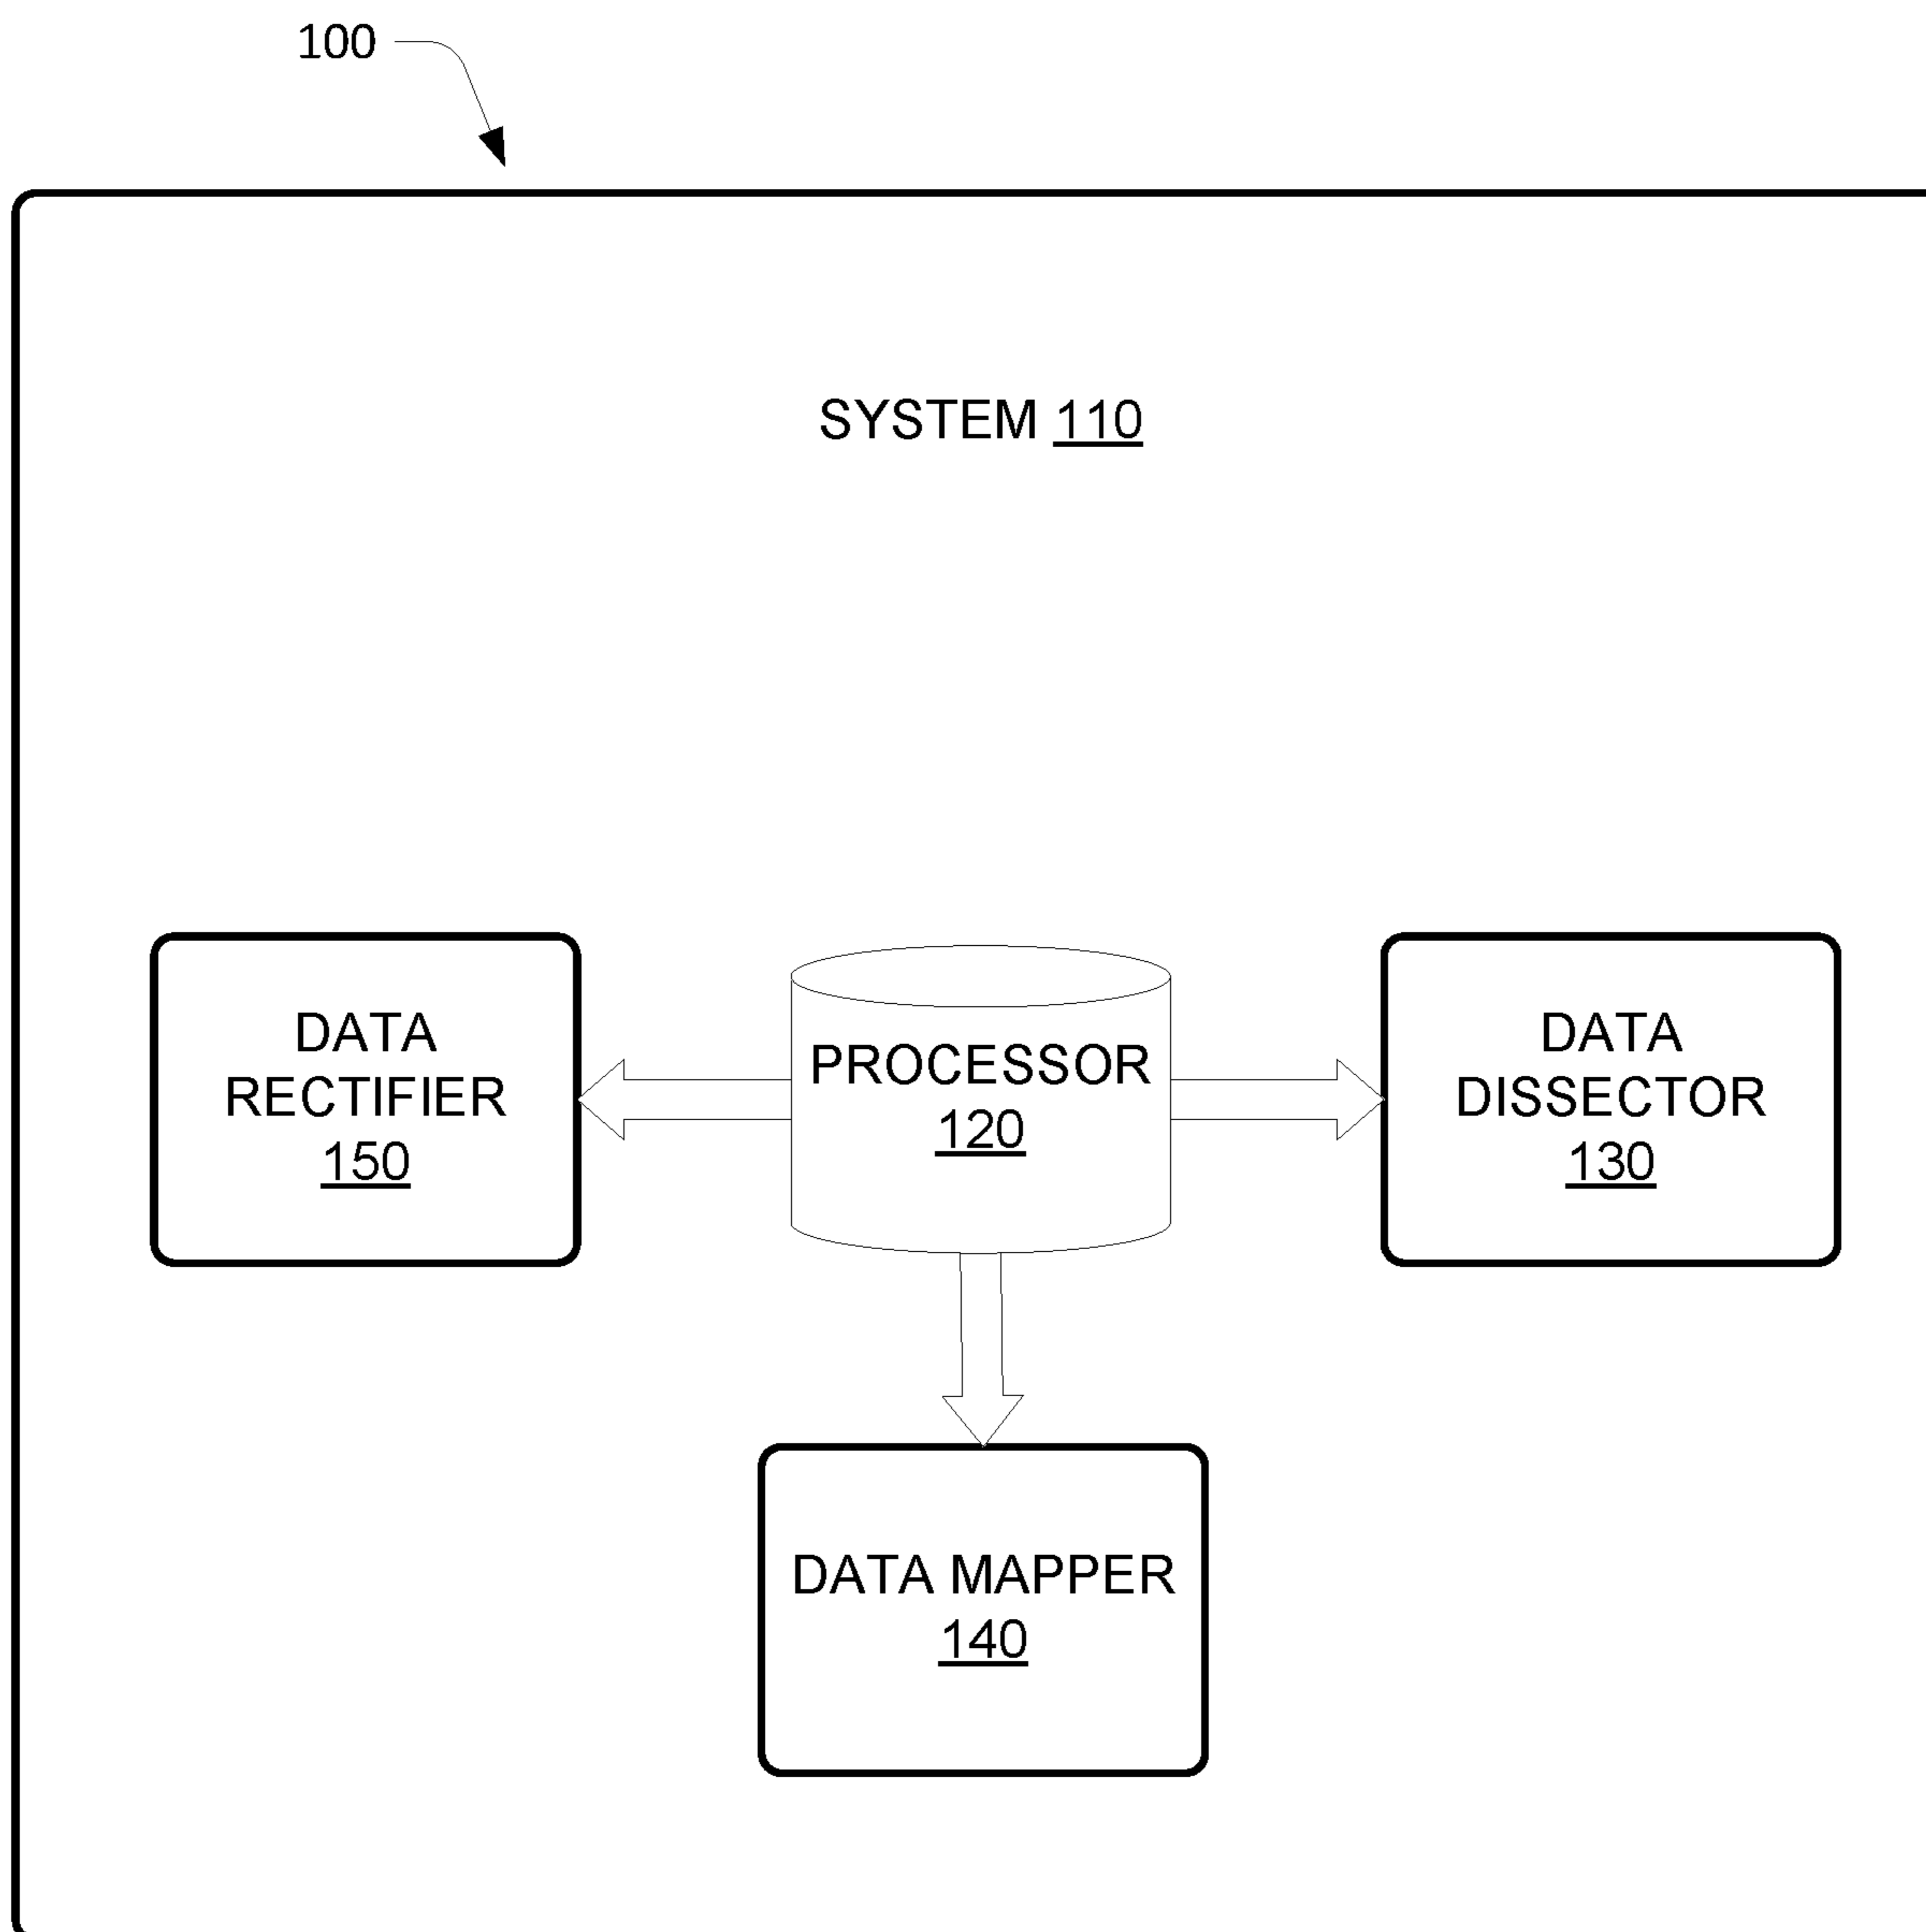 100
SYSTEM 110
DATA
RECTIFIER
150
PROCESSOR
120
DATA
DISSECTOR
130
DATA MAPPER
140